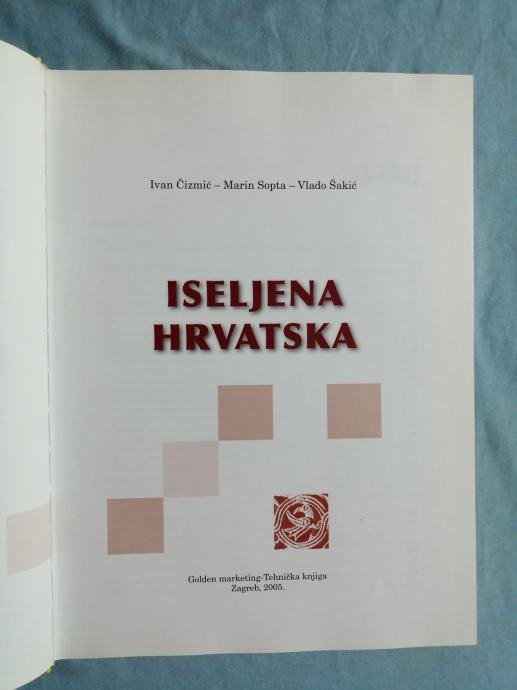 Ivan Čizmić – Marin Sopta – Vlado Šakić
ISELJENA
HRVATSKA
Golden marketing-Tehnička knjiga
Zagreb, 2005.